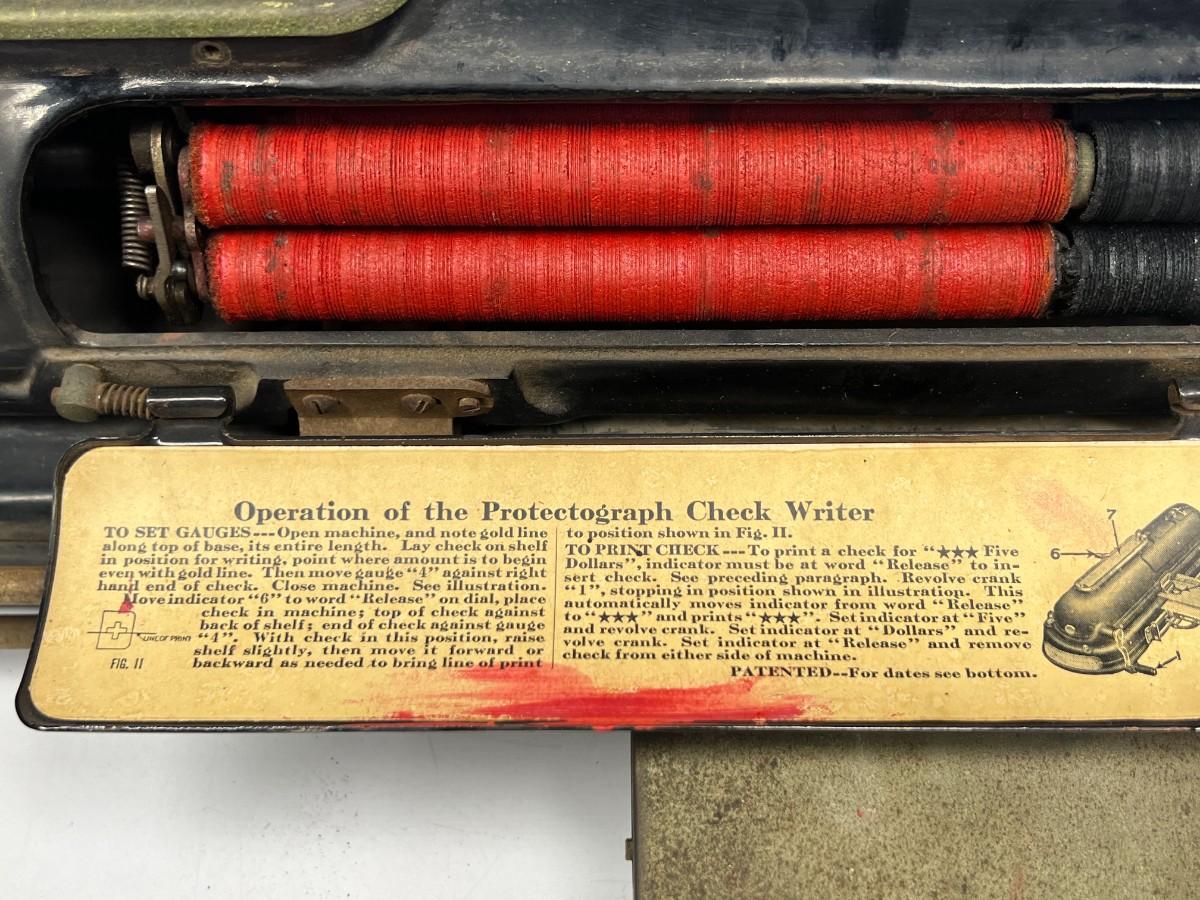 Operation of the Protectograph Check Writer
TO SET GAUGES---Open machine, and note gold line
along top of base, its entire length. Lay check on shelf
in position for writing, point where amount is to begin
even with gold line. Then move gauge “4” against right
hand end of check. Close machine. See illustration.
Move indicator “6” to word “Release” on dial, place
check in machine; top of check against
back of shelf; end of check against gauge
“4”. With check in this position, raise
shelf slightly, then move it forward or
backward as needed to bring line of print
LINE OF PRINT
FIG. II
to position shown in Fig. II.
TO PRINT CHECK---To print a check for “★★★ Five
Dollars”, indicator must be at word “Release” to in-
sert check. See preceding paragraph. Revolve crank
“1”, stopping in position shown in illustration. This
automatically moves indicator from word “Release”
to “★★★” and prints “★★★”. Set indicator at “Five”
and revolve crank. Set indicator at “Dollars” and re-
volve crank. Set indicator at “Release” and remove
check from either side of machine.
PATENTED--For dates see bottom.
7
6
1